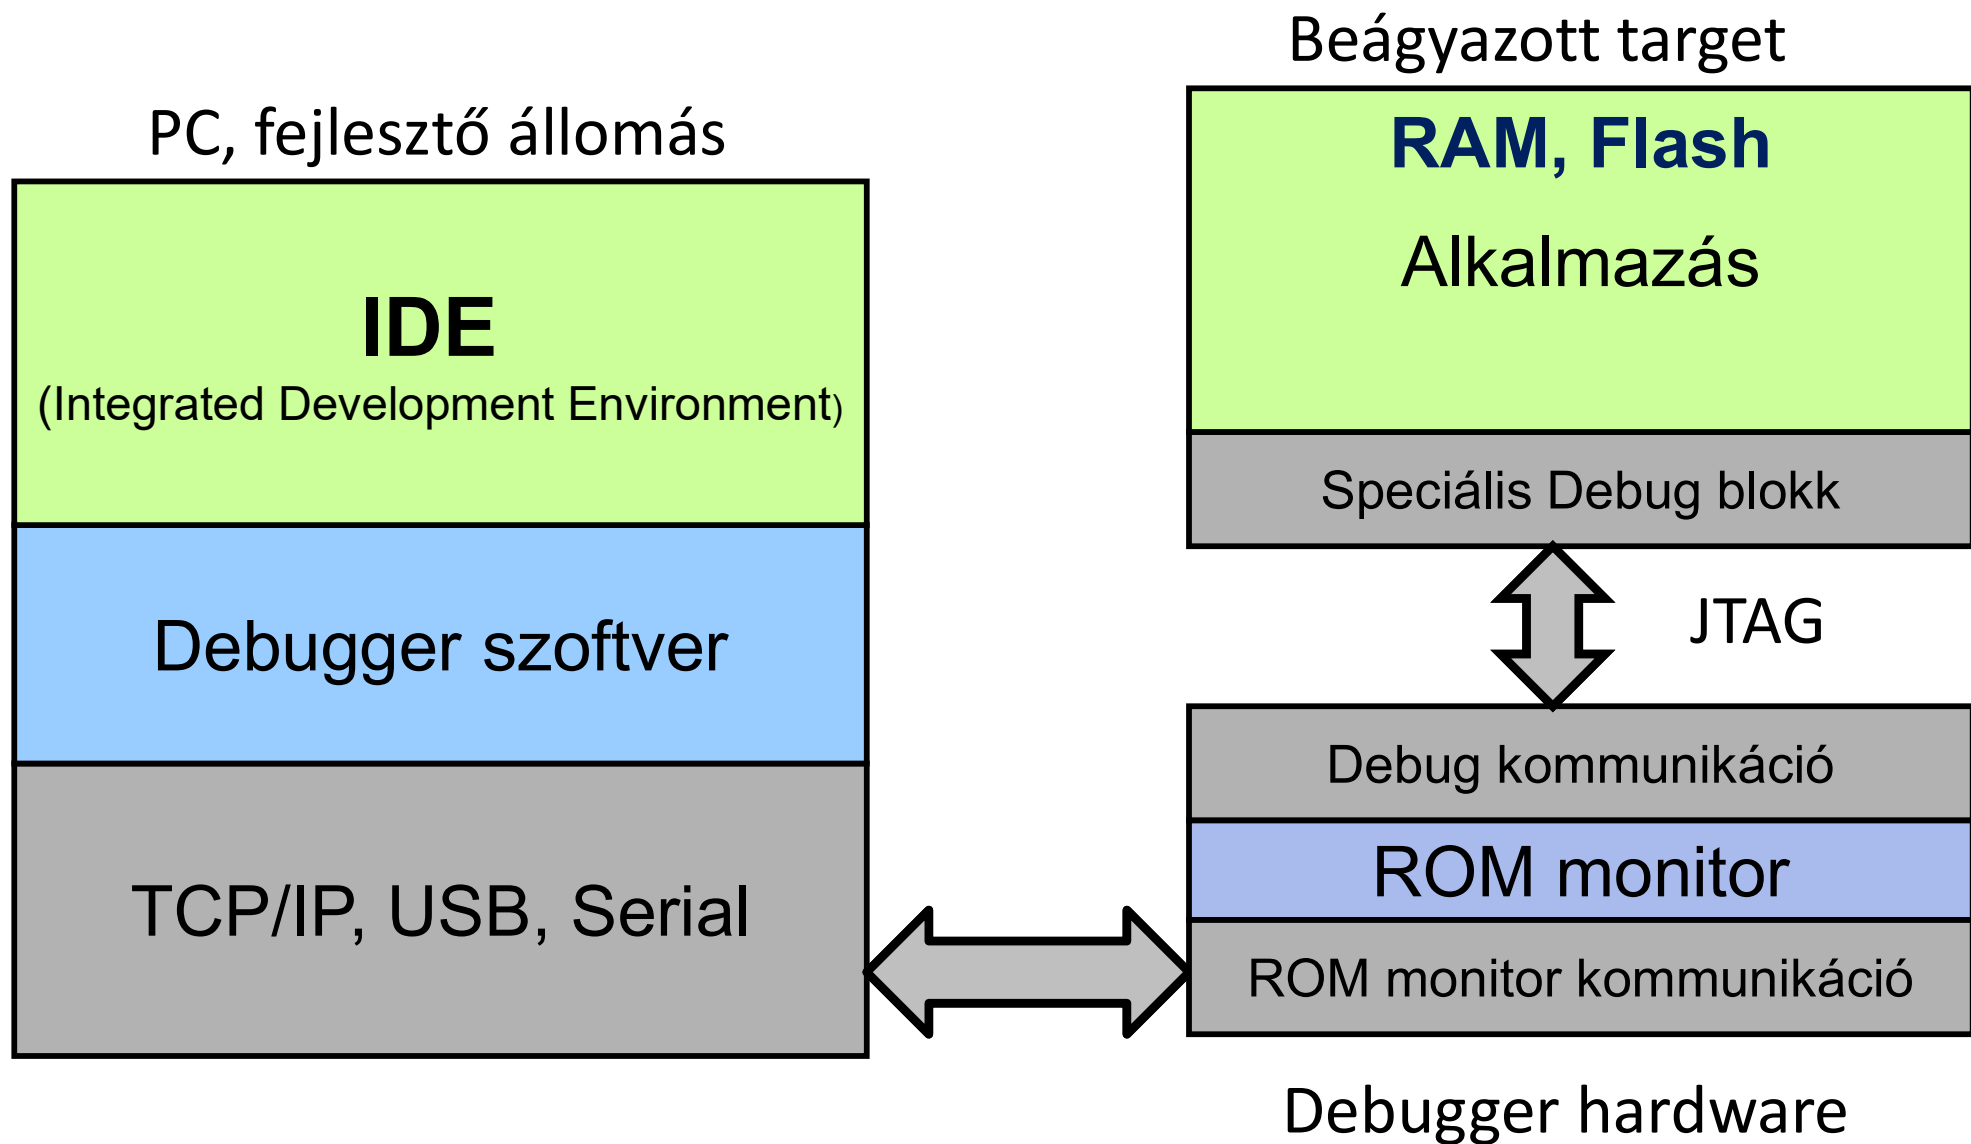 PC, fejlesztő állomás
IDE
(Integrated Development Environment)
Debugger szoftver
TCP/IP, USB, Serial
Beágyazott target
RAM, Flash
Alkalmazás
Speciális Debug blokk
JTAG
Debug kommunikáció
ROM monitor
ROM monitor kommunikáció
Debugger hardware